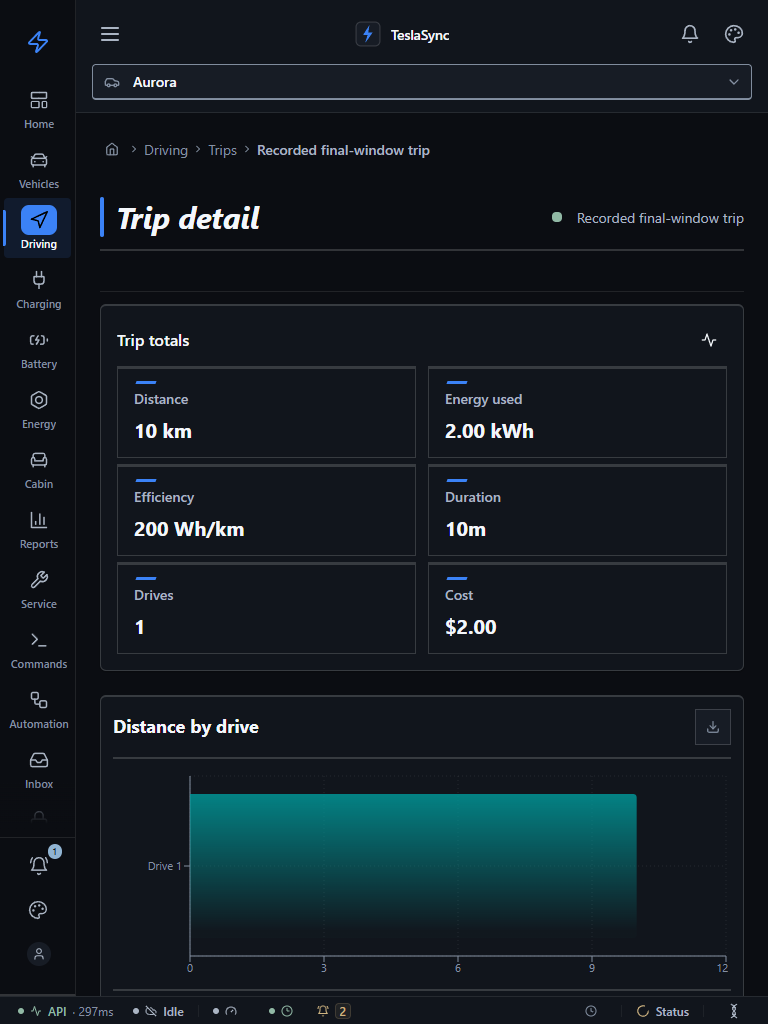 TeslaSync
Aurora
Home
Vehicles
Driving
Charging
Battery
Energy
Cabin
Reports
Service
Commands
Automation
Inbox
1
Driving > Trips > Recorded final-window trip
Trip detail
Recorded final-window trip
Trip totals
Distance
10 km
Energy used
2.00 kWh
Efficiency
200 Wh/km
Duration
10m
Drives
1
Cost
$2.00
Distance by drive
Drive 1
0 3 6 9 12
API · 297ms Idle 2 Status